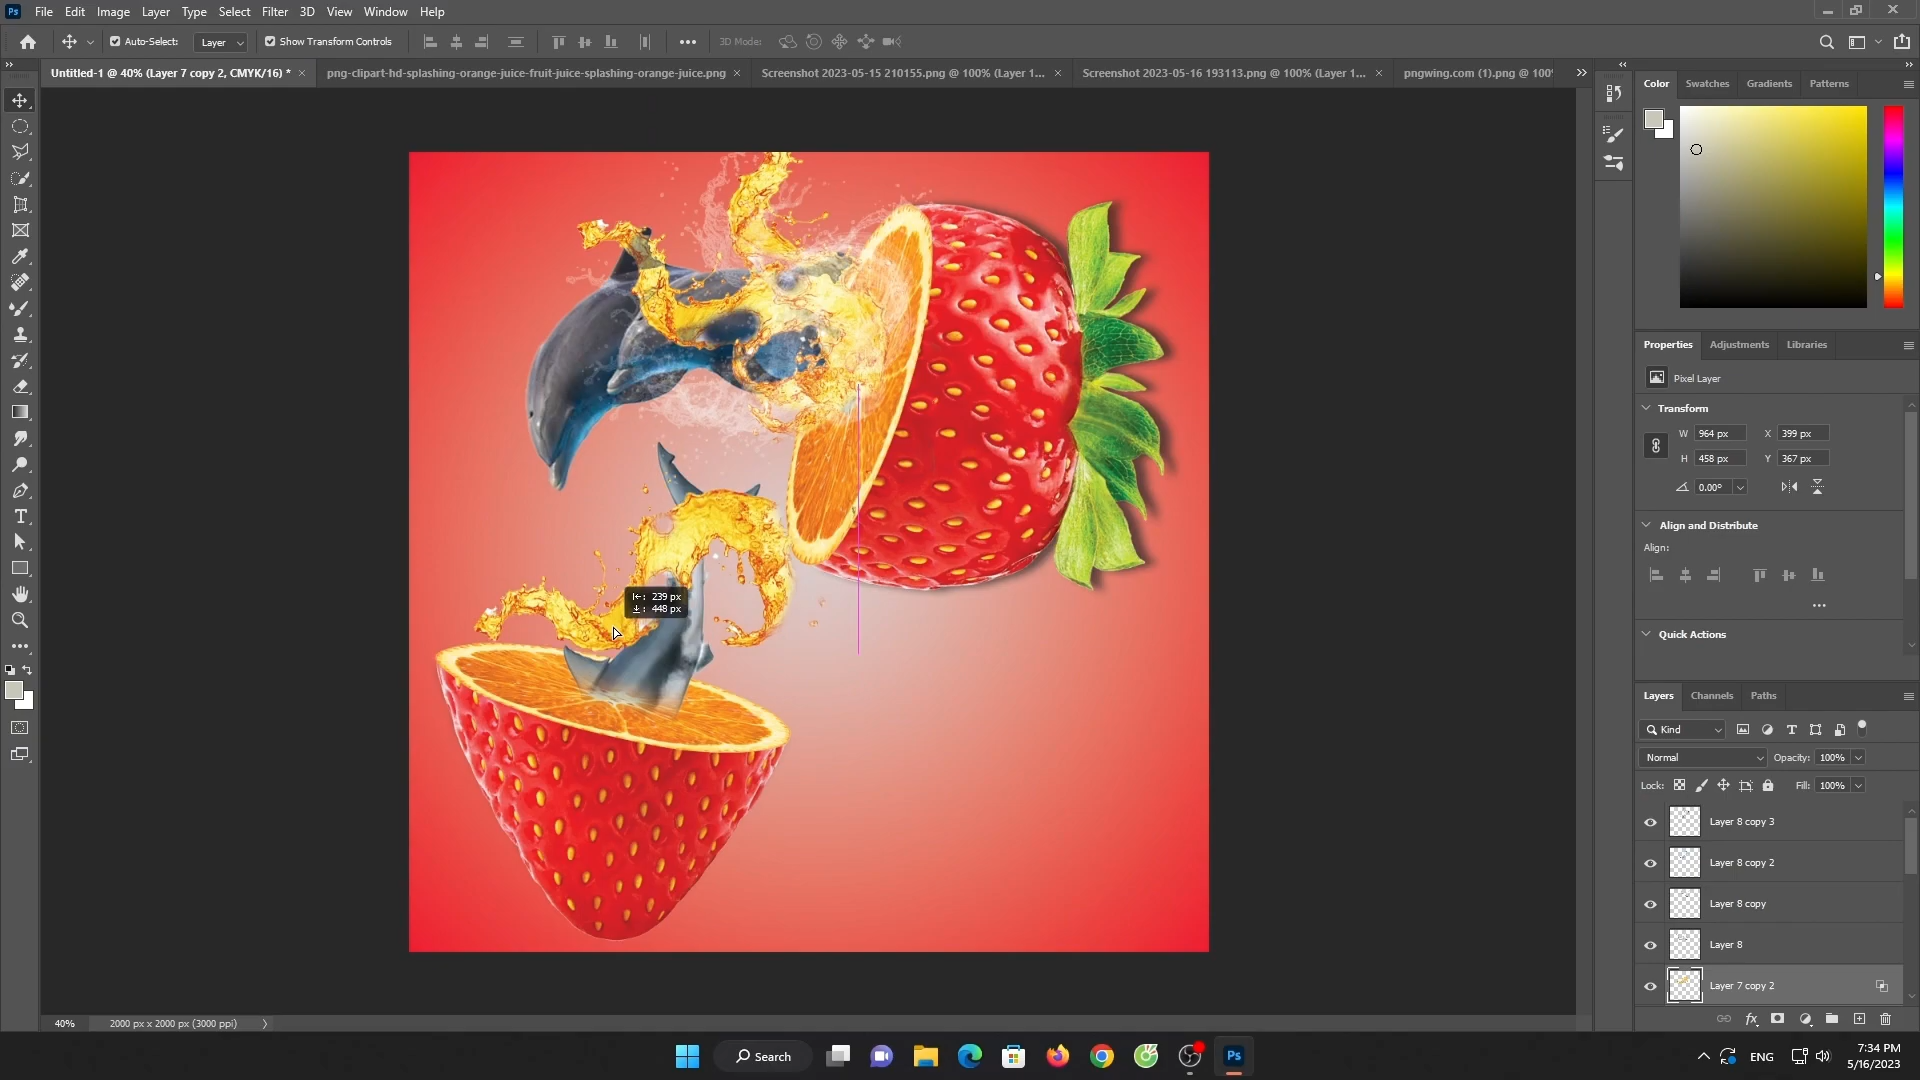 Ps File Edit Image Layer Type Select Filter 3D View Window Help
Auto-Select: Layer Show Transform Controls 3D Mode:
Untitled-1 @ 40% (Layer 7 copy 2, CMYK/16) * × png-clipart-hd-splashing-orange-juice-fruit-juice-splashing-orange-juice.png × Screenshot 2023-05-15 210155.png @ 100% (Layer 1... × Screenshot 2023-05-16 193113.png @ 100% (Layer 1... × pngwing.com (1).png @ 100%
Color Swatches Gradients Patterns
Properties Adjustments Libraries
Pixel Layer
Transform
W 964 px X 399 px
H 458 px Y 367 px
0.00°
Align and Distribute
Align:
Quick Actions
239 px
448 px
Layers Channels Paths
Kind
Normal Opacity: 100%
Lock: Fill: 100%
Layer 8 copy 3
Layer 8 copy 2
Layer 8 copy
Layer 8
Layer 7 copy 2
fx
40% 2000 px x 2000 px (3000 ppi)
Search
Ps
ENG
7:34 PM
5/16/2023